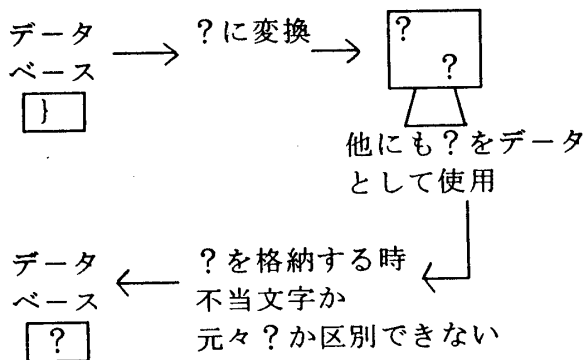 データ
ベース
}
?に変換
?
?
他にも?をデータ
として使用
?を格納する時
不当文字か
元々?か区別できない
データ
ベース
?